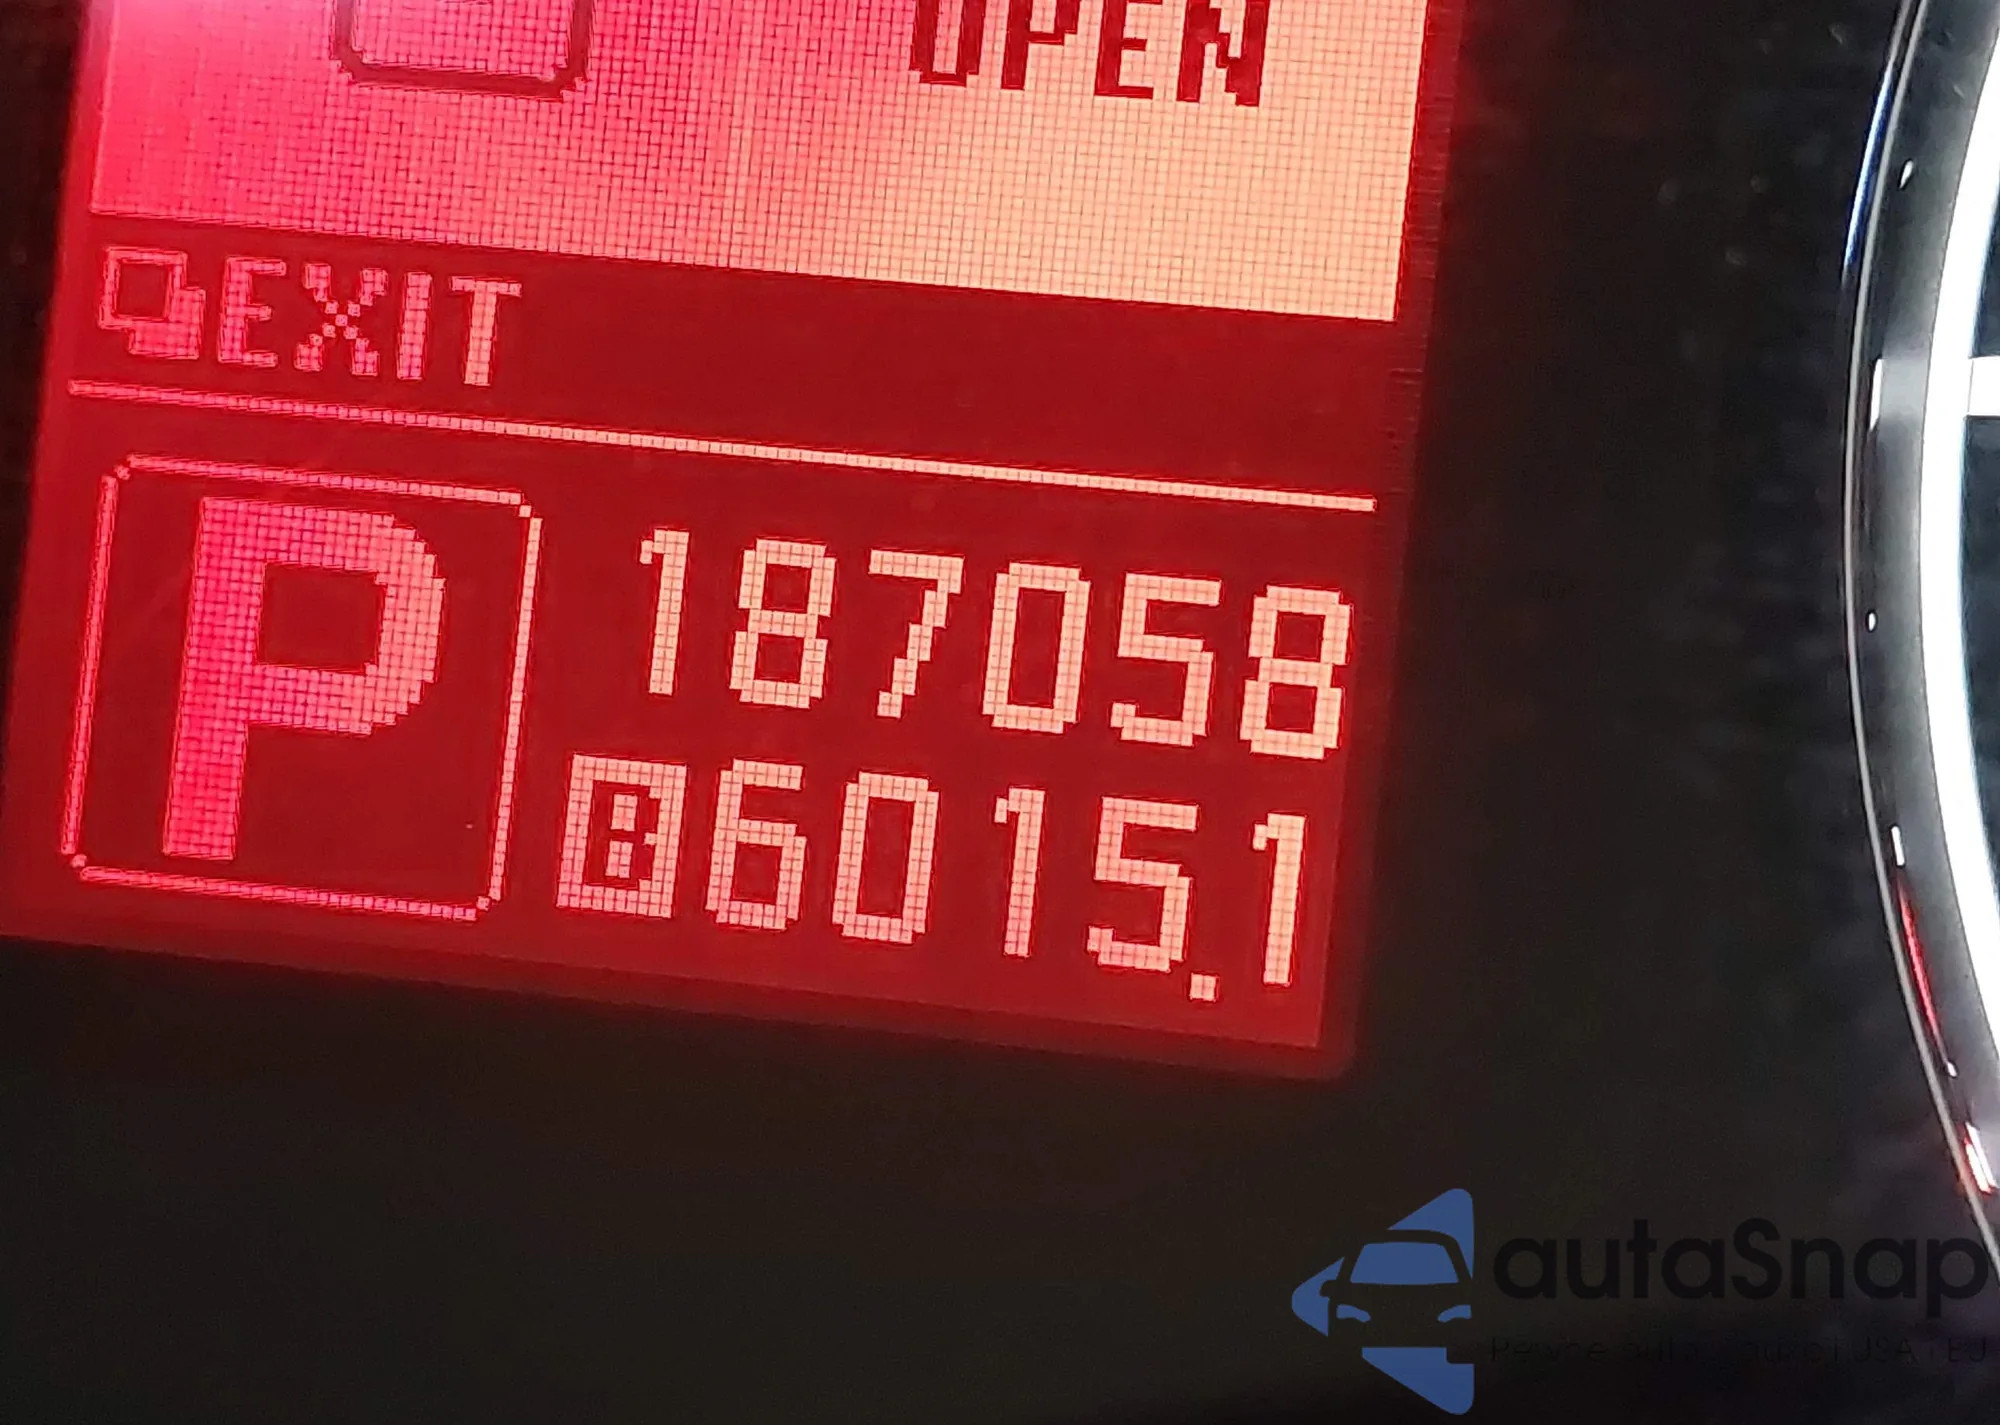 OPEN
EXIT
P
187058
B 6015.1
autaSnap